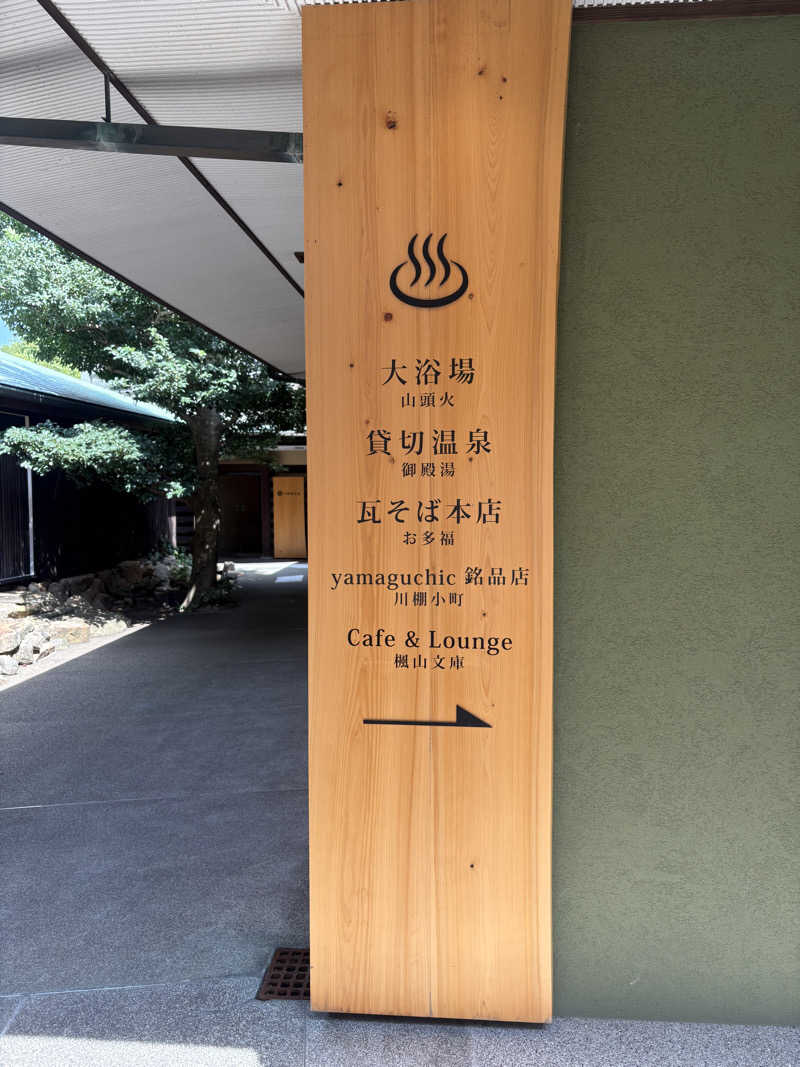 大浴場
山頭火
貸切温泉
御殿湯
瓦そば本店
お多福
yamaguchic 銘品店
川棚小町
Cafe & Lounge
楓山文庫